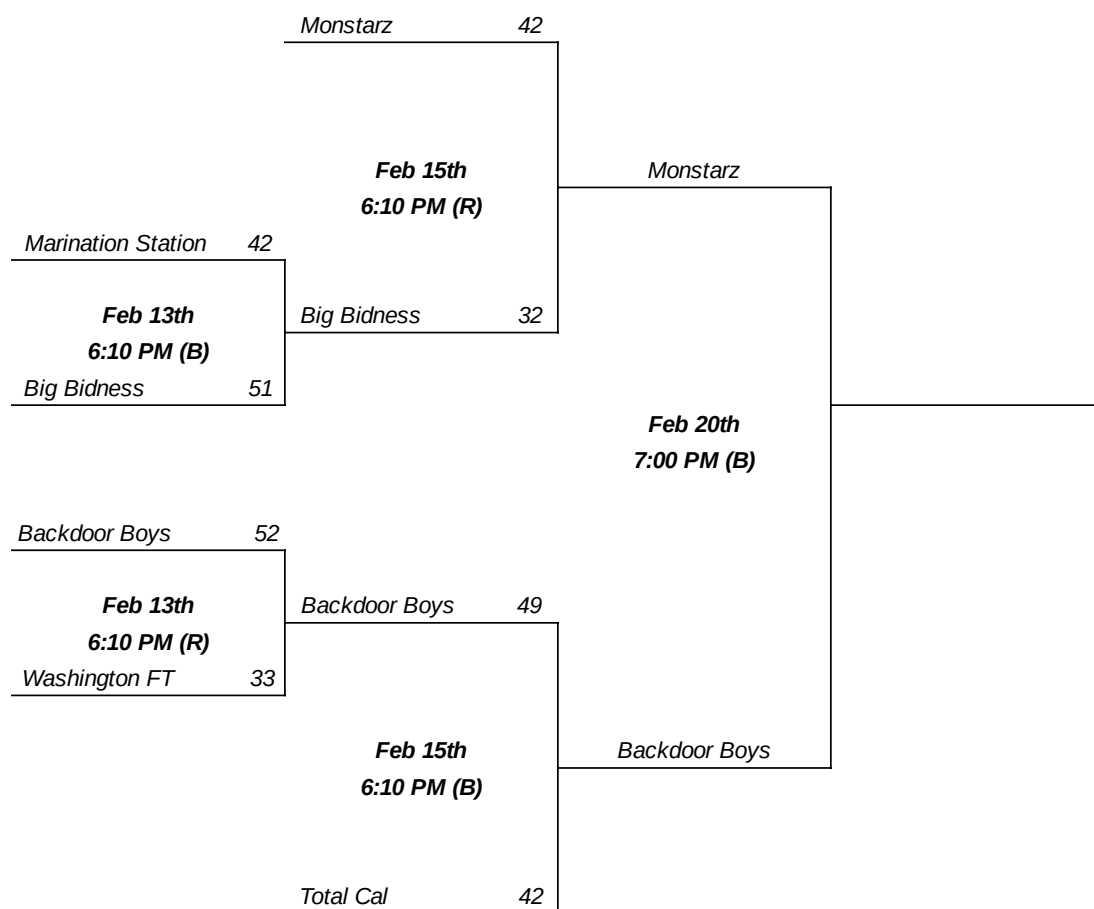 Monstarz 42
Feb 15th
6:10 PM (R)
Monstarz
Marination Station 42
Feb 13th
6:10 PM (B)
Big Bidness 32
Big Bidness 51
Feb 20th
7:00 PM (B)
Backdoor Boys 52
Feb 13th
6:10 PM (R)
Backdoor Boys 49
Washington FT 33
Feb 15th
6:10 PM (B)
Backdoor Boys
Total Cal 42